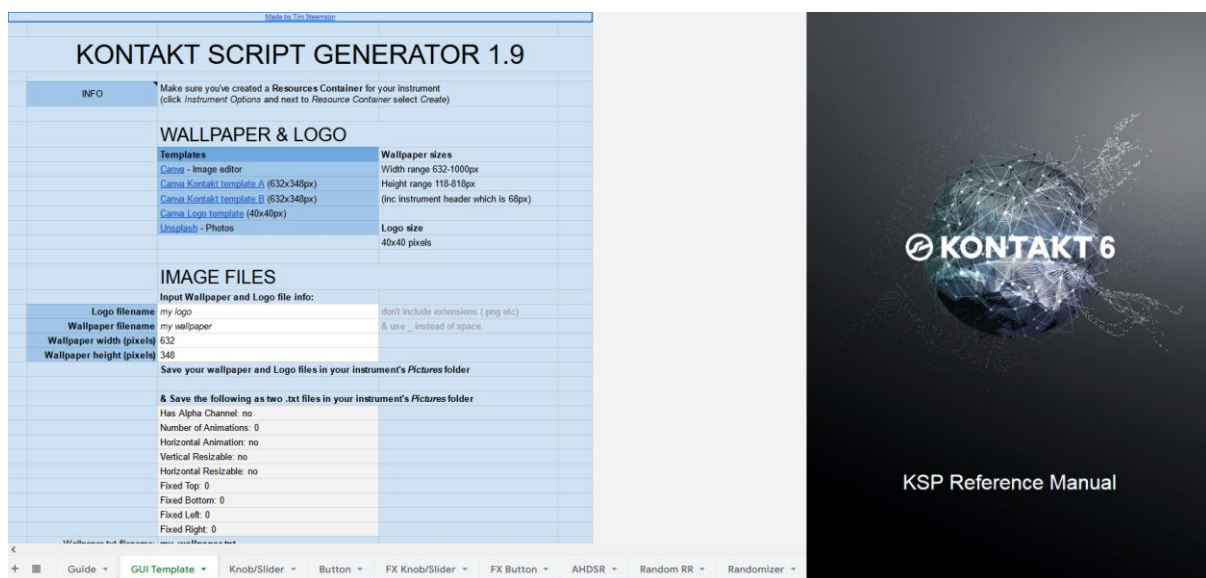 Made by Tim Steemson
KONTAKT SCRIPT GENERATOR 1.9
INFO
Make sure you've created a Resources Container for your instrument
(click Instrument Options and next to Resource Container select Create)
WALLPAPER & LOGO
Templates Wallpaper sizes
Canva - Image editor Width range 632-1000px
Canva Kontakt template A (632x348px) Height range 118-818px
Canva Kontakt template B (632x348px) (inc instrument header which is 68px)
Canva Logo template (40x40px)
Unsplash - Photos Logo size
40x40 pixels
IMAGE FILES
Input Wallpaper and Logo file info:
Logo filename my logo don't include extensions (.png etc)
Wallpaper filename my wallpaper & use _ instead of space
Wallpaper width (pixels) 632
Wallpaper height (pixels) 348
Save your wallpaper and Logo files in your instrument's Pictures folder
& Save the following as two .txt files in your instrument's Pictures folder
Has Alpha Channel: no
Number of Animations: 0
Horizontal Animation: no
Vertical Resizable: no
Horizontal Resizable: no
Fixed Top: 0
Fixed Bottom: 0
Fixed Left: 0
Fixed Right: 0
Wallpaper txt filename: my_wallpaper.txt
Guide GUI Template Knob/Slider Button FX Knob/Slider FX Button AHDSR Random RR Randomizer
KONTAKT 6
KSP Reference Manual